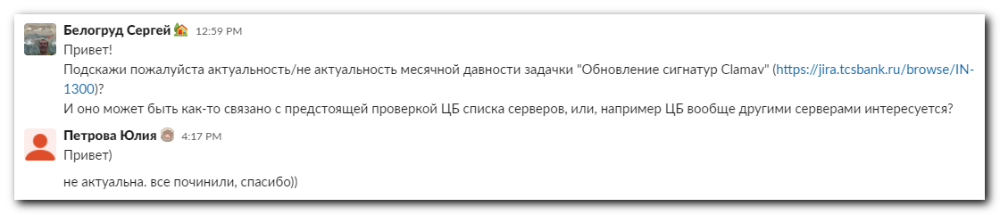 Белогруд Сергей 12:59 PM
Привет!
Подскажи пожалуйста актуальность/не актуальность месячной давности задачки "Обновление сигнатур Clamav" (https://jira.tcsbank.ru/browse/IN-
1300)?
И оно может быть как-то связано с предстоящей проверкой ЦБ списка серверов, или, например ЦБ вообще другими серверами интересуется?
Петрова Юлия 4:17 PM
Привет)
не актуальна. все починили, спасибо))